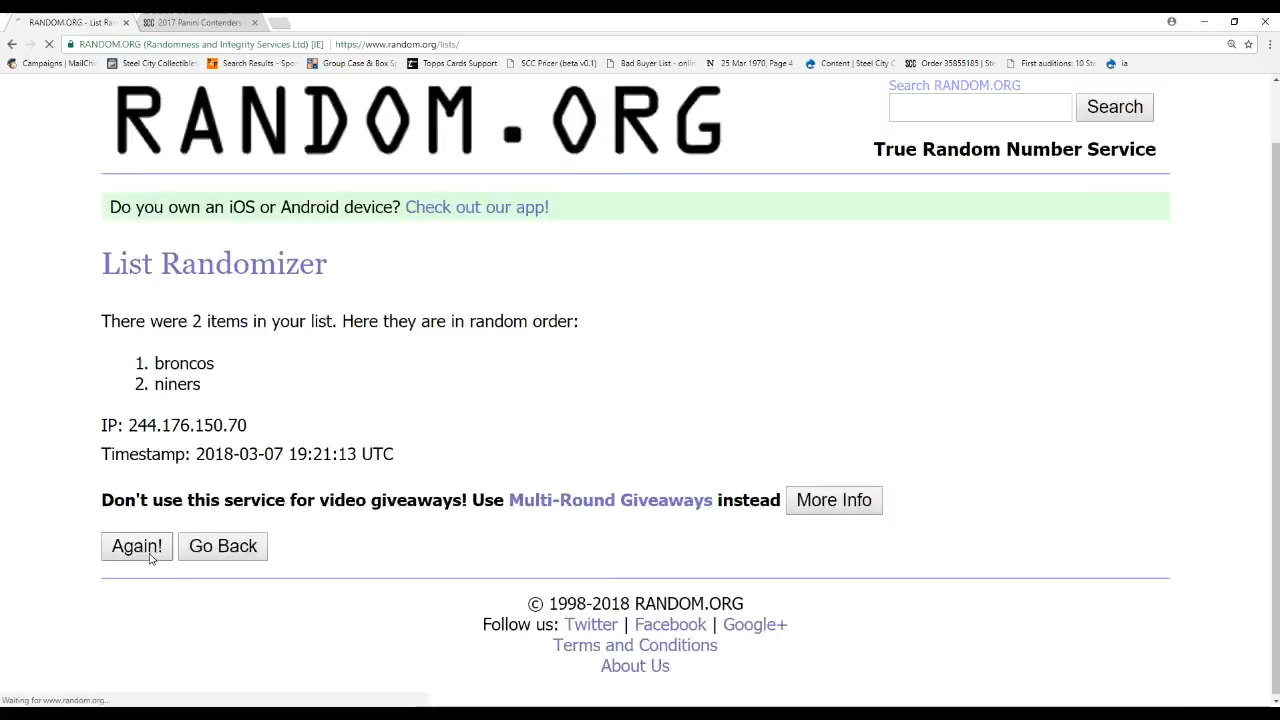 RANDOM.ORG - List Ra
SCC 2017 Panini Contenders
RANDOM.ORG (Randomness and Integrity Services Ltd) [IE] https://www.random.org/lists/
Campaigns | MailChi Steel City Collectibles Search Results - Spo Group Case & Box S Topps Cards Support SCC Pricer (beta v0.1) Bad Buyer List - onlin 25 Mar 1970, Page 4 Content | Steel City C SCC Order 35855185 | Ste First auditions: 10 Str ia
RANDOM.ORG
Search RANDOM.ORG
Search
True Random Number Service
Do you own an iOS or Android device? Check out our app!
List Randomizer
There were 2 items in your list. Here they are in random order:
1. broncos
2. niners
IP: 244.176.150.70
Timestamp: 2018-03-07 19:21:13 UTC
Don't use this service for video giveaways! Use Multi-Round Giveaways instead More Info
Again! Go Back
© 1998-2018 RANDOM.ORG
Follow us: Twitter | Facebook | Google+
Terms and Conditions
About Us
Waiting for www.random.org...